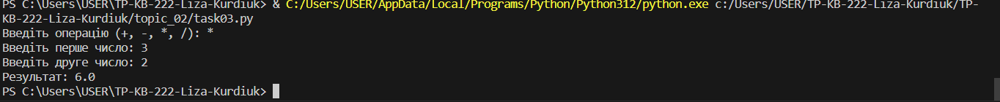 PS C:\Users\USER\TP-KB-222-Liza-Kurdiuk> & C:/Users/USER/AppData/Local/Programs/Python/Python312/python.exe c:/Users/USER/TP-KB-222-Liza-Kurdiuk/TP-
KB-222-Liza-Kurdiuk/topic_02/task03.py
Введіть операцію (+, -, *, /): *
Введіть перше число: 3
Введіть друге число: 2
Результат: 6.0
PS C:\Users\USER\TP-KB-222-Liza-Kurdiuk>